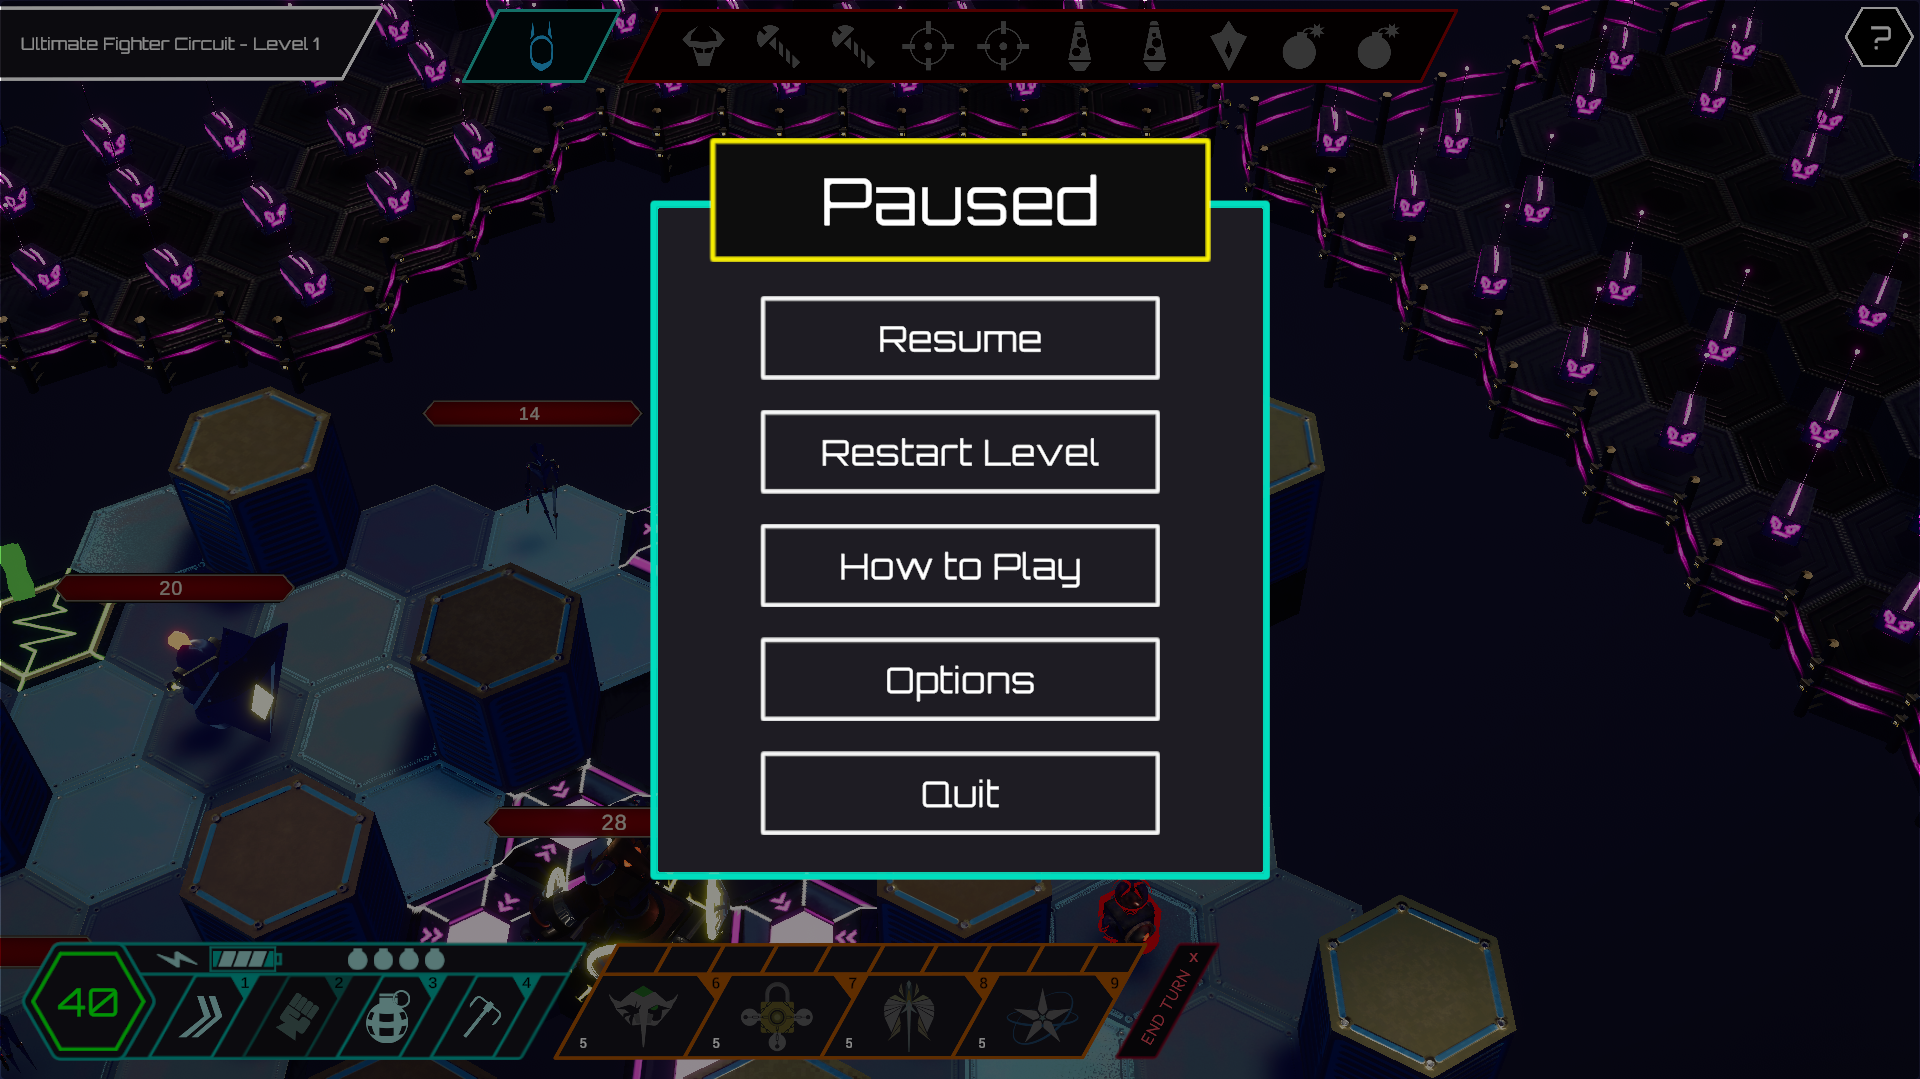 Ultimate Fighter Circuit - Level 1
?
Paused
Resume
Restart Level
How to Play
Options
Quit
14
20
28
40
1
2
3
4
6
7
8
9
5
5
5
5
END TURN
x